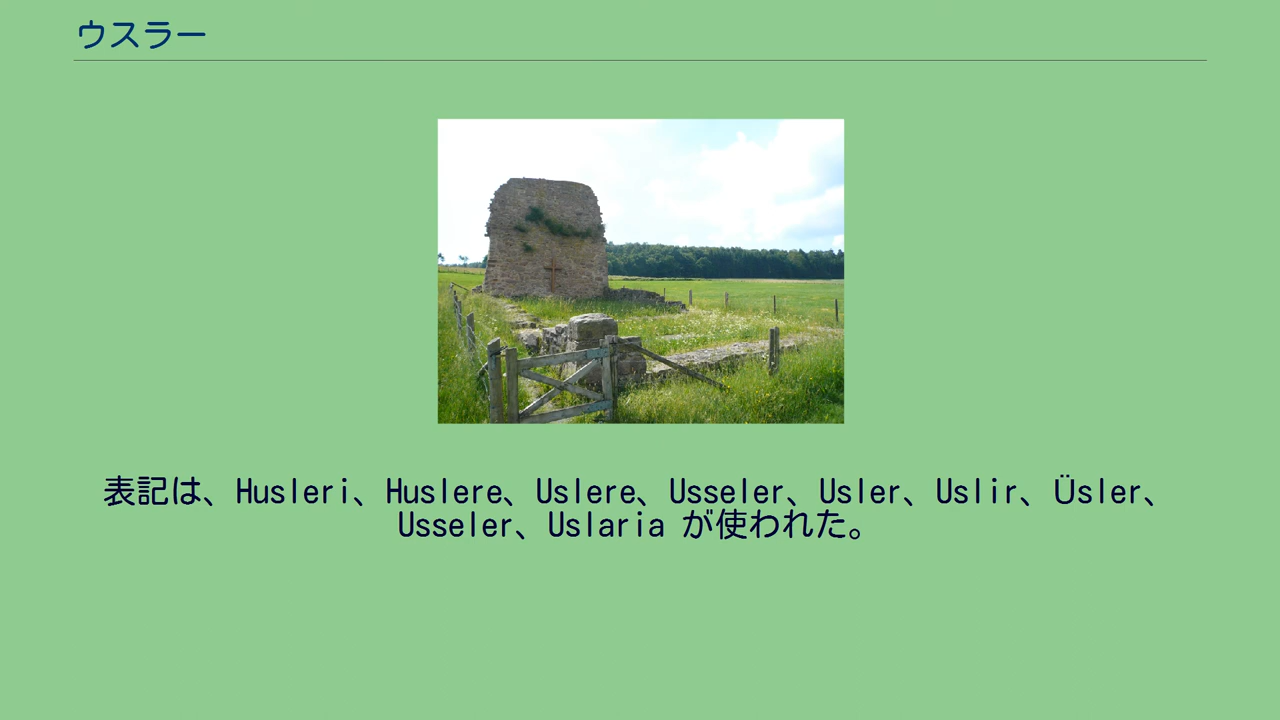 ウスラー
表記は、Husleri、Huslere、Uslere、Usseler、Usler、Uslir、Üsler、
Usseler、Uslaria が使われた。